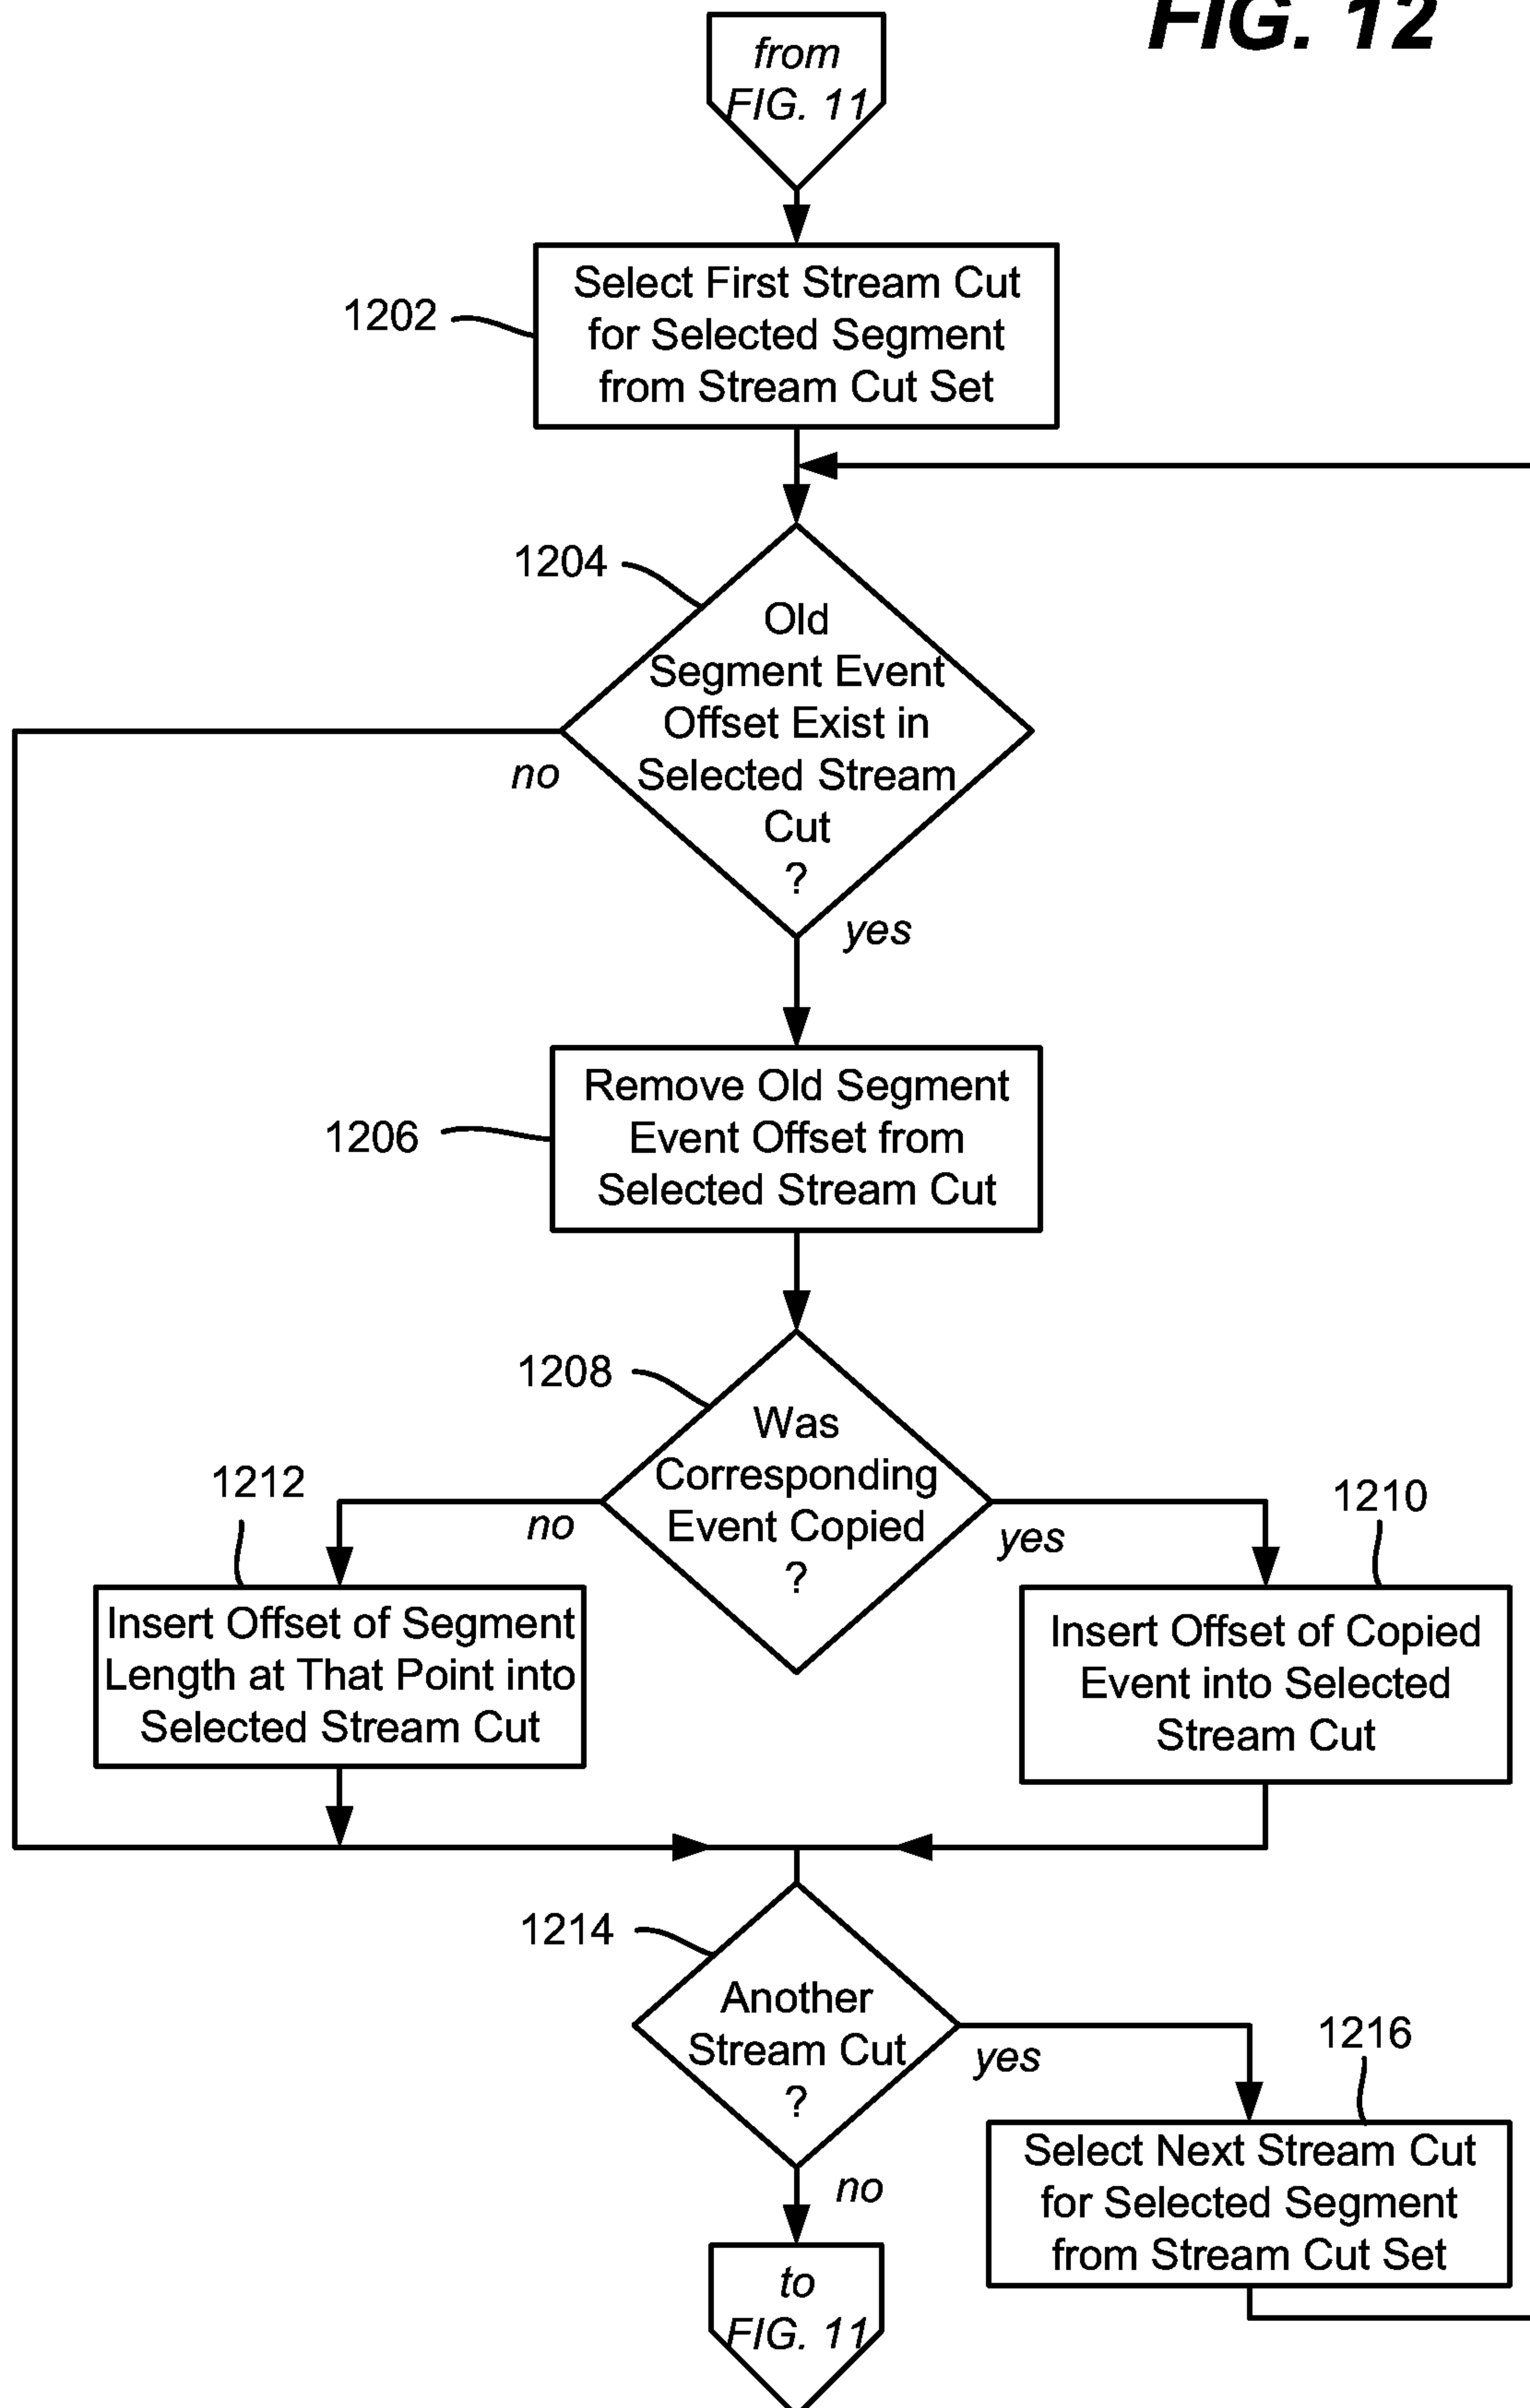 FIG. 12
from
FIG. 11
1202
Select First Stream Cut
for Selected Segment
from Stream Cut Set
1204
Old
Segment Event
Offset Exist in
Selected Stream
Cut
?
no
yes
1206
Remove Old Segment
Event Offset from
Selected Stream Cut
1208
Was
Corresponding
Event Copied
?
no
yes
1212
Insert Offset of Segment
Length at That Point into
Selected Stream Cut
1210
Insert Offset of Copied
Event into Selected
Stream Cut
1214
Another
Stream Cut
?
yes
no
1216
Select Next Stream Cut
for Selected Segment
from Stream Cut Set
to
FIG. 11